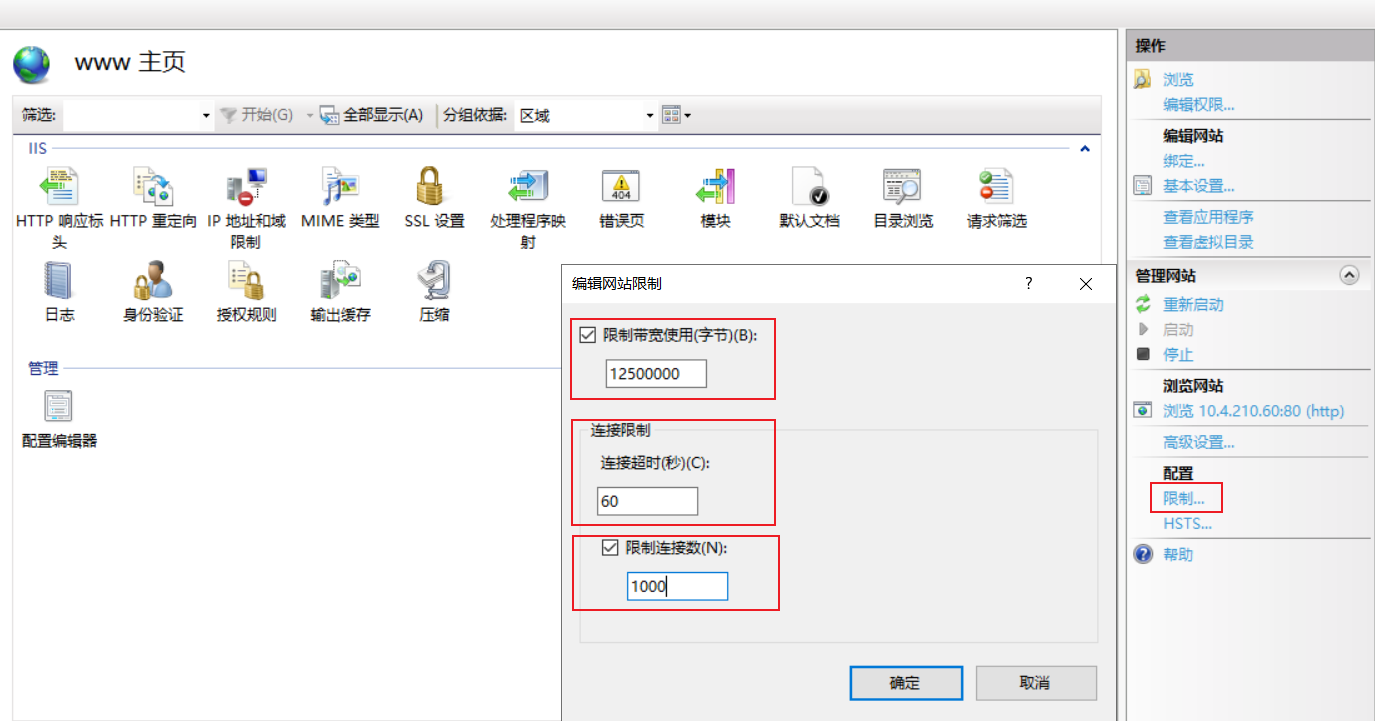 www 主页
筛选:
开始(G)
全部显示(A)
分组依据:
区域
IIS
HTTP 响应标头
HTTP 重定向
IP 地址和域限制
MIME 类型
SSL 设置
处理程序映射
错误页
模块
默认文档
目录浏览
请求筛选
404
日志
身份验证
授权规则
输出缓存
压缩
管理
配置编辑器
编辑网站限制
?
限制带宽使用(字节)(B):
12500000
连接限制
连接超时(秒)(C):
60
限制连接数(N):
1000
确定
取消
操作
浏览
编辑权限...
编辑网站
绑定...
基本设置...
查看应用程序
查看虚拟目录
管理网站
重新启动
启动
停止
浏览网站
浏览 10.4.210.60:80 (http)
高级设置...
配置
限制...
HSTS...
帮助